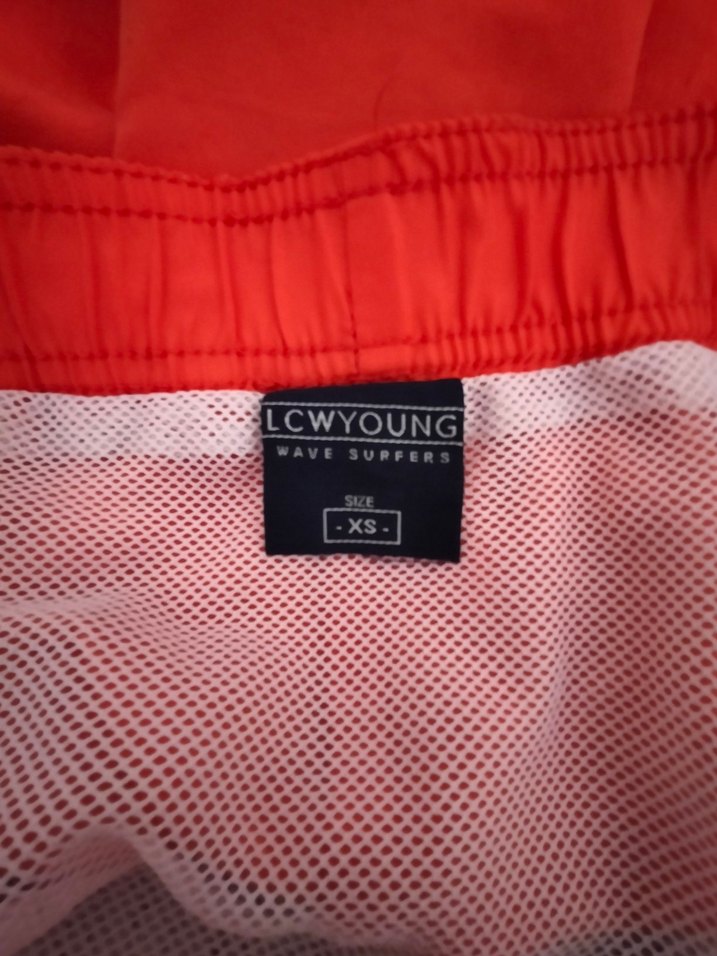 LCWYOUNG
WAVE SURFERS
SIZE
- XS -